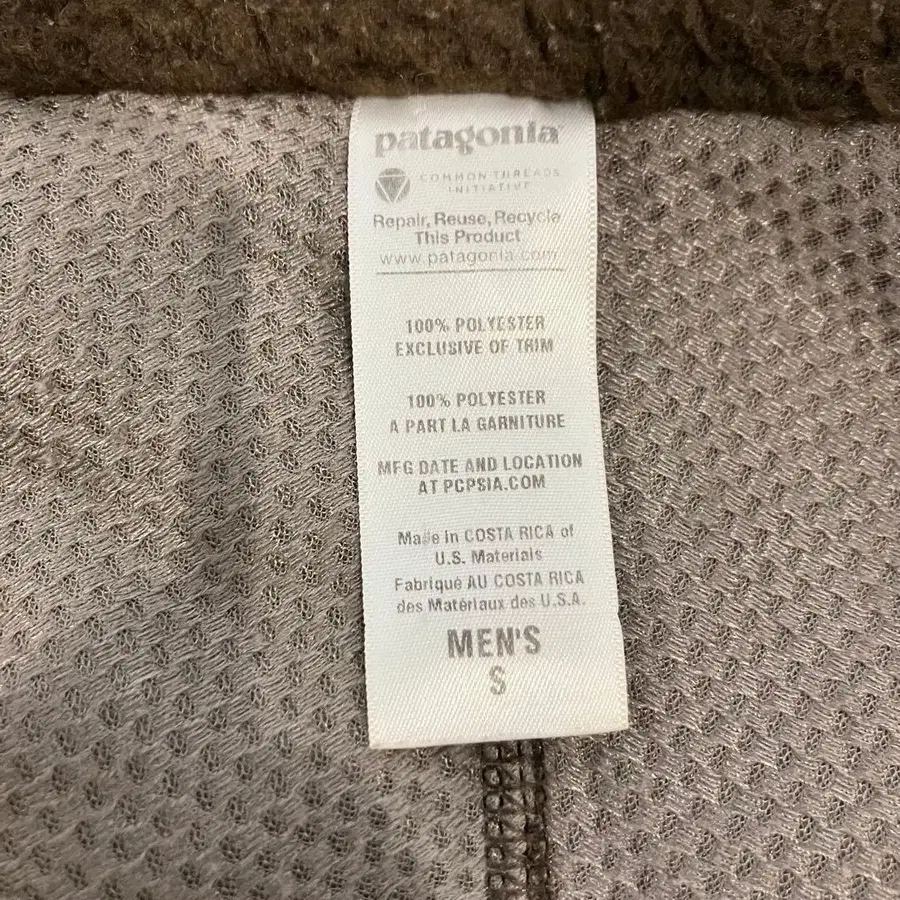 patagonia
COMMON THREADS
INITIATIVE
Repair, Reuse, Recycle
This Product
www.patagonia.com
100% POLYESTER
EXCLUSIVE OF TRIM
100% POLYESTER
A PART LA GARNITURE
MFG DATE AND LOCATION
AT PCPSIA.COM
Made in COSTA RICA of
U.S. Materials
Fabriqué AU COSTA RICA
des Matériaux des U.S.A.
MEN'S
S